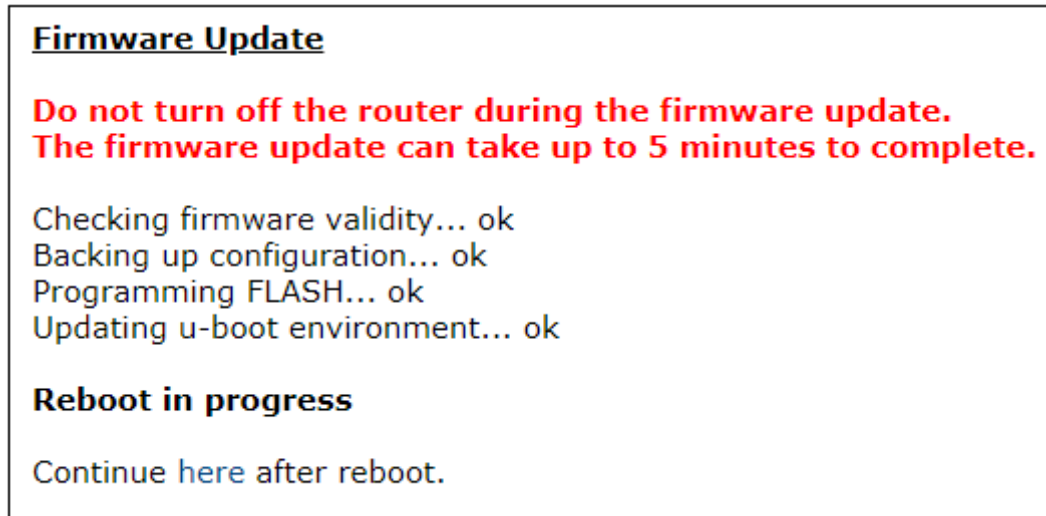 Firmware Update
Do not turn off the router during the firmware update.
The firmware update can take up to 5 minutes to complete.
Checking firmware validity... ok
Backing up configuration... ok
Programming FLASH... ok
Updating u-boot environment... ok
Reboot in progress
Continue here after reboot.